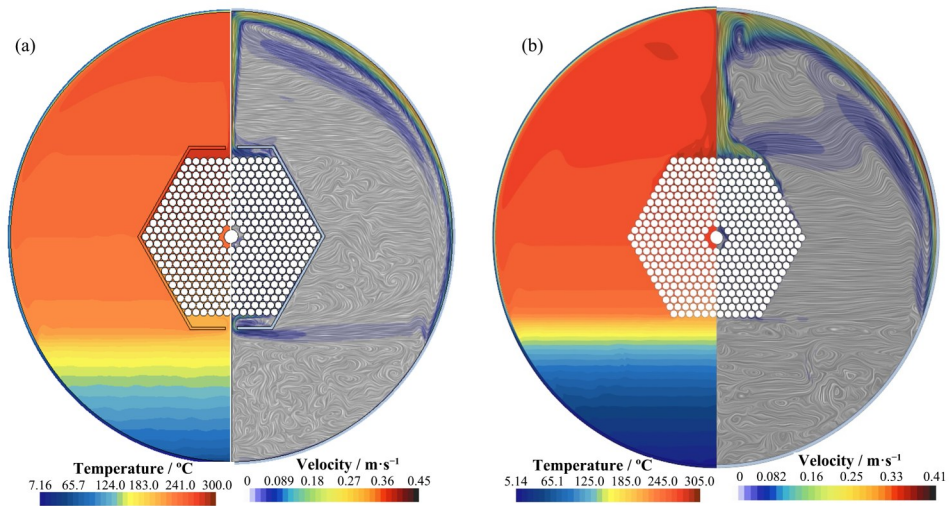 (a)
(b)
Temperature / ºC
7.16 65.7 124.0 183.0 241.0 300.0
Velocity / m·s⁻¹
0 0.089 0.18 0.27 0.36 0.45
Temperature / ºC
5.14 65.1 125.0 185.0 245.0 305.0
Velocity / m·s⁻¹
0 0.082 0.16 0.25 0.33 0.41